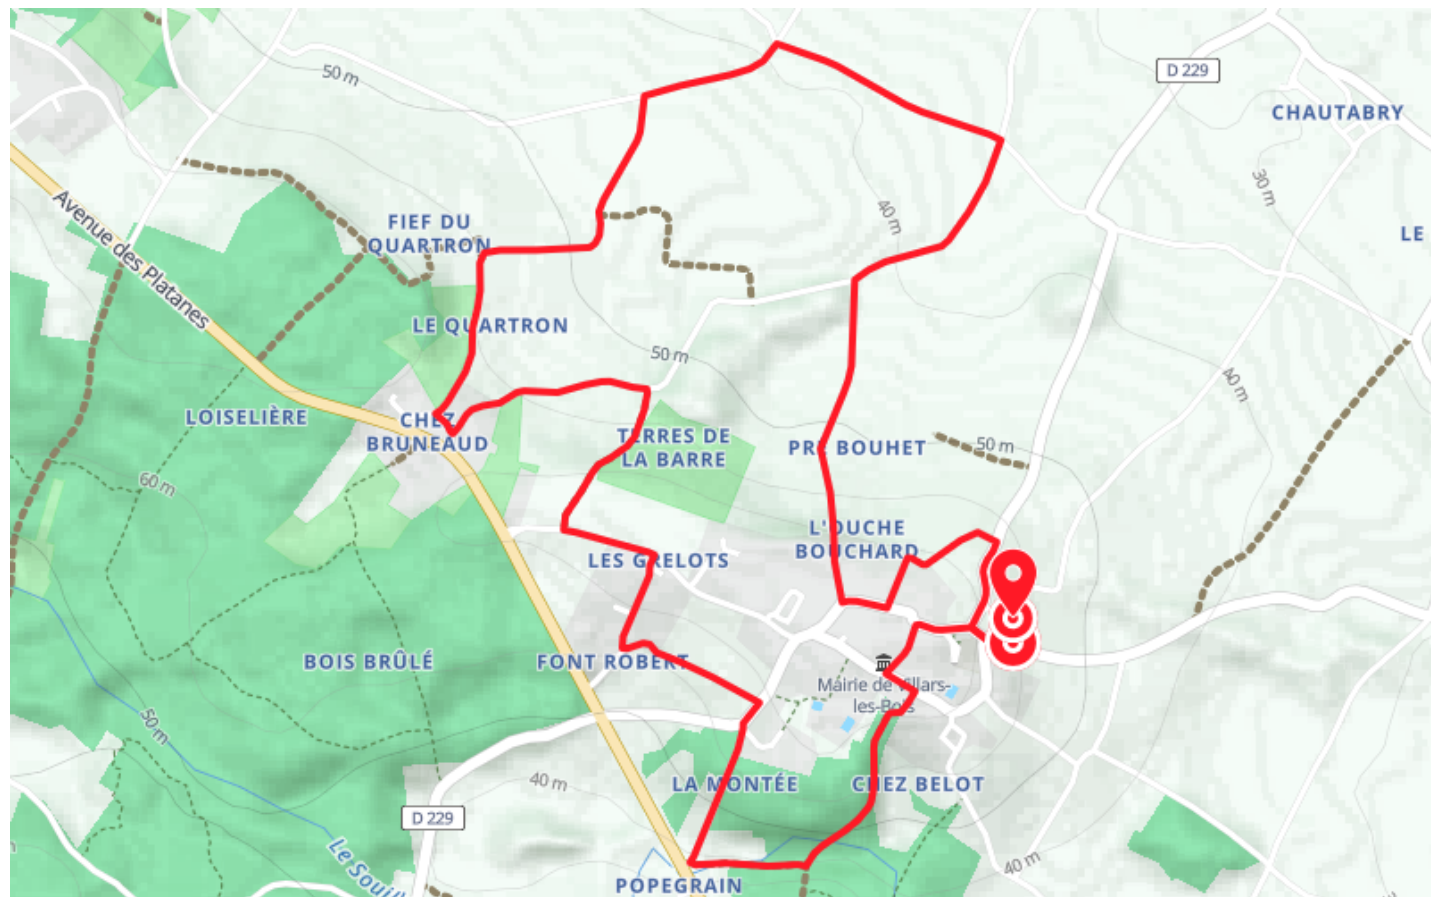 50 m
D 229
CHAUTABRY
30 m
Avenue des Platanes
FIEF DU
QUARTRON
40 m
LE
LE QUARTRON
50 m
40 m
LOISELIÈRE
CHEZ
BRUNEAUD
TERRES DE
LA BARRE
PRÉ BOUHET
50 m
60 m
L'OUCHE
BOUCHARD
LES GRELOTS
BOIS BRÛLÉ
FONT ROBERT
Mairie de Villars-
les-Bois
50 m
40 m
LA MONTÉE
CHEZ BELOT
D 229
40 m
POPEGRAIN